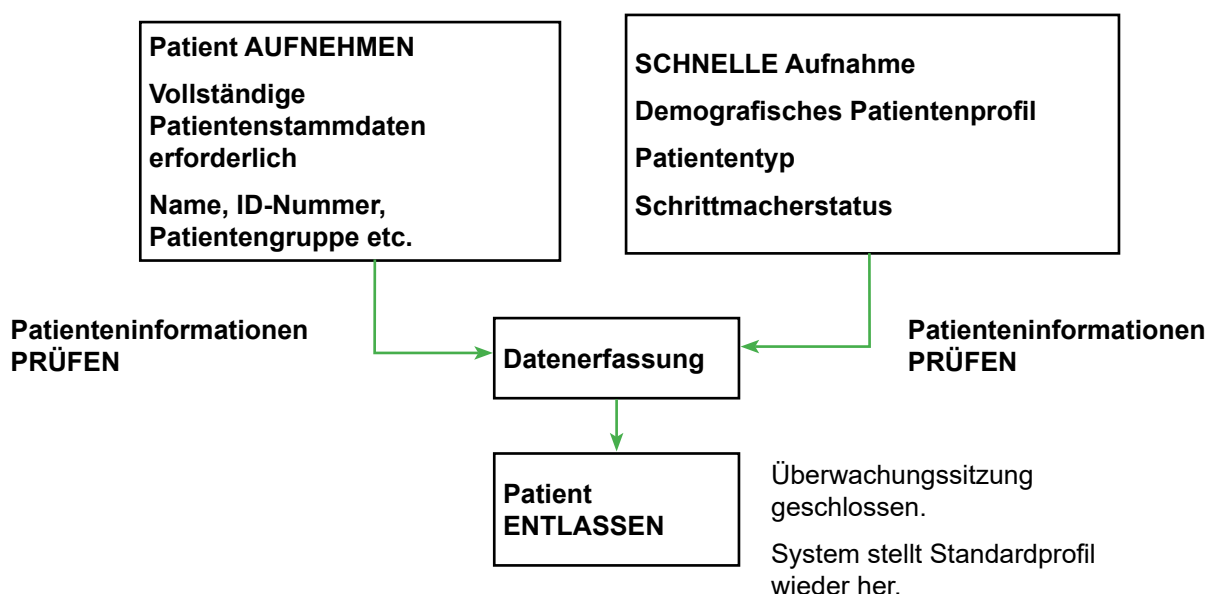 Patient AUFNEHMEN
Vollständige
Patientenstammdaten
erforderlich
Name, ID-Nummer,
Patientengruppe etc.
SCHNELLE Aufnahme
Demografisches Patientenprofil
Patiententyp
Schrittmacherstatus
Patienteninformationen
PRÜFEN
Datenerfassung
Patienteninformationen
PRÜFEN
Patient
ENTLASSEN
Überwachungssitzung
geschlossen.
System stellt Standardprofil
wieder her.